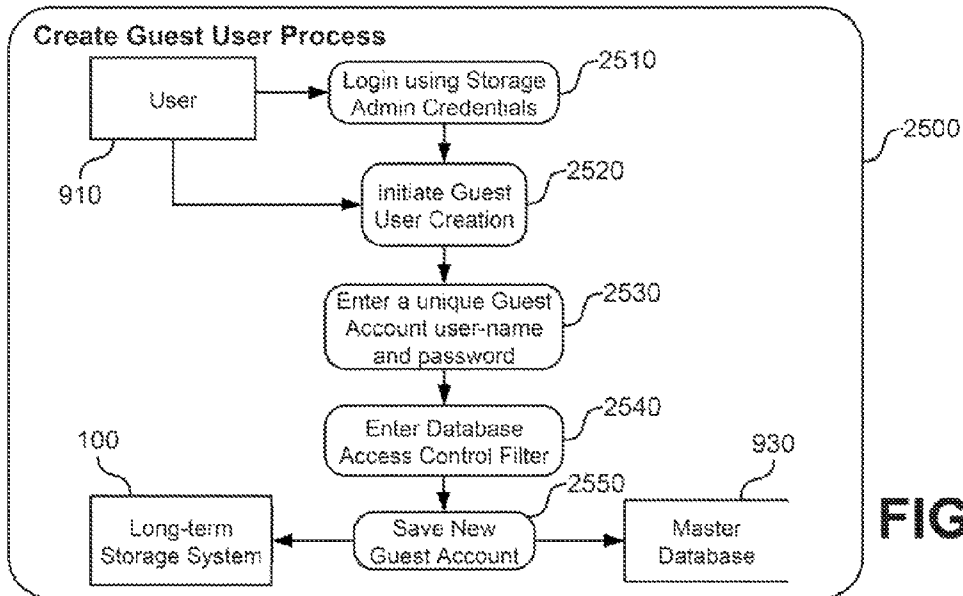 Create Guest User Process
User
Login using Storage
Admin Credentials
2510
2500
910
Initiate Guest
User Creation
2520
Enter a unique Guest
Account user-name
and password
2530
Enter Database
Access Control Filter
2540
100
Long-term
Storage System
Save New
Guest Account
2550
930
Master
Database
FIG